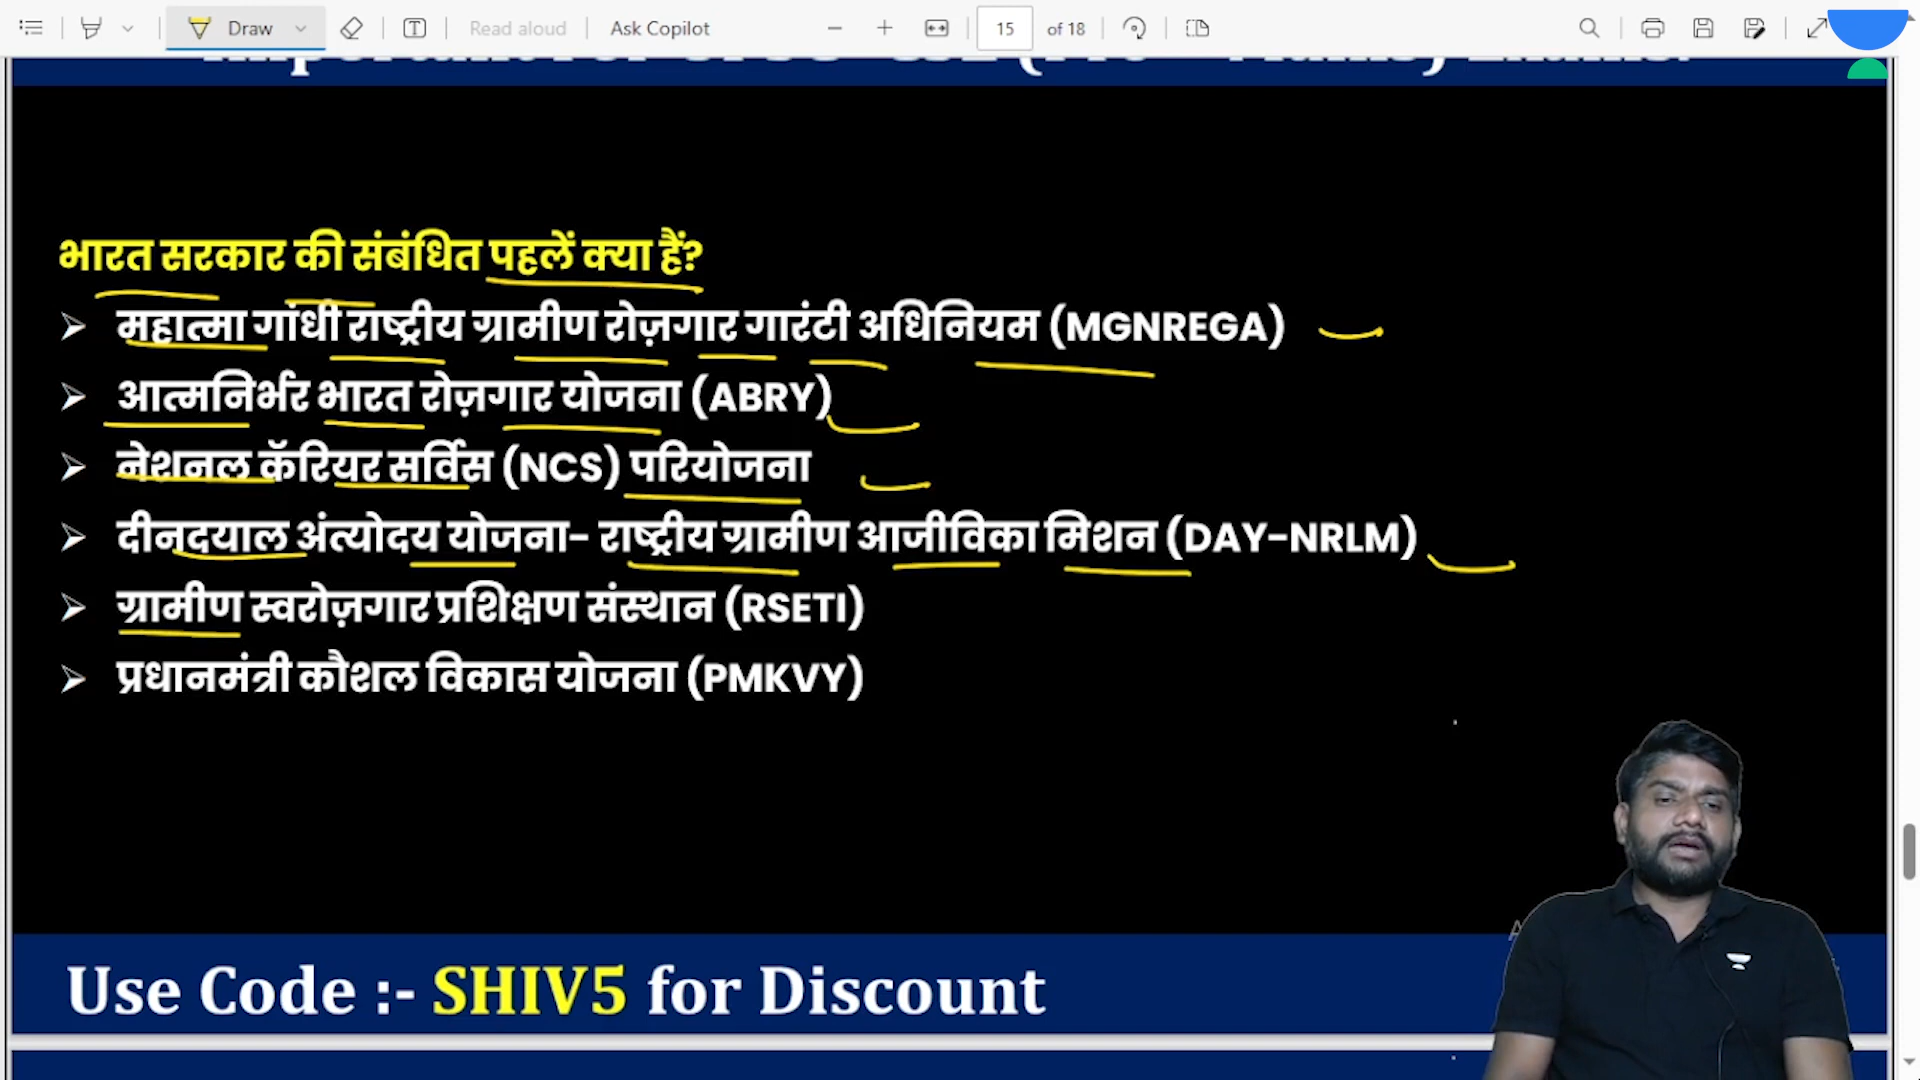 Draw
Read aloud
Ask Copilot
15 of 18
भारत सरकार की संबंधित पहलें क्या हैं?
➤ महात्मा गांधी राष्ट्रीय ग्रामीण रोज़गार गारंटी अधिनियम (MGNREGA)
➤ आत्मनिर्भर भारत रोज़गार योजना (ABRY)
➤ नेशनल कॅरियर सर्विस (NCS) परियोजना
➤ दीनदयाल अंत्योदय योजना- राष्ट्रीय ग्रामीण आजीविका मिशन (DAY-NRLM)
➤ ग्रामीण स्वरोज़गार प्रशिक्षण संस्थान (RSETI)
➤ प्रधानमंत्री कौशल विकास योजना (PMKVY)
Use Code :- SHIV5 for Discount